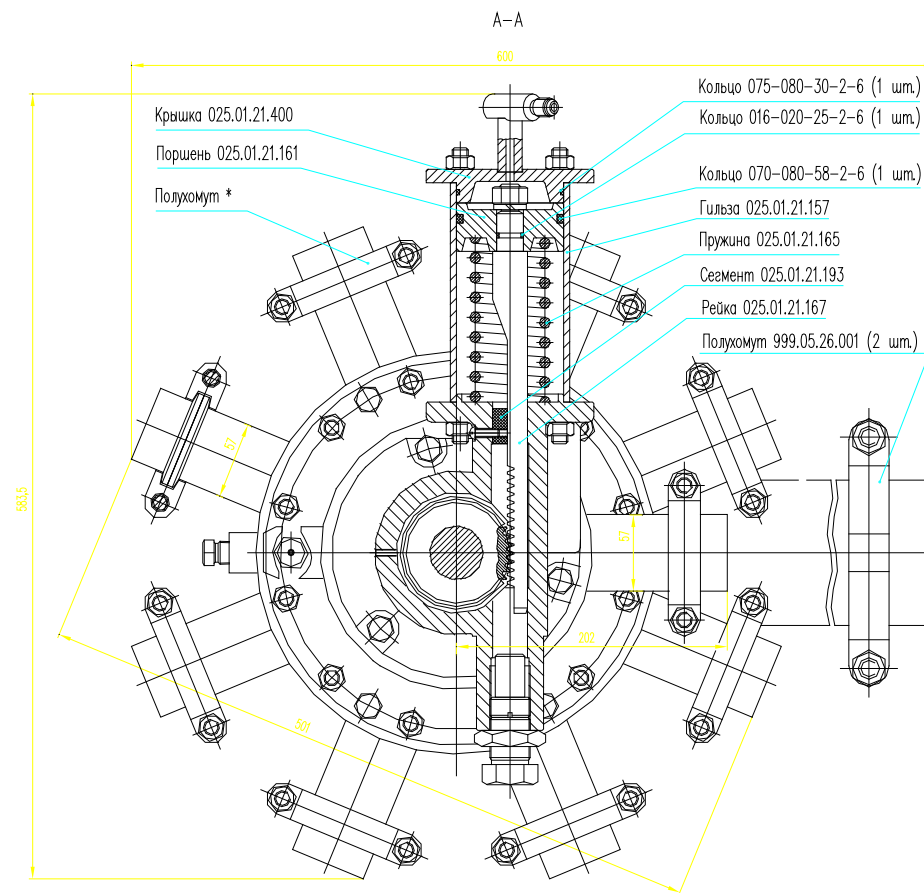 А-А
600
Крышка 025.01.21.400
Поршень 025.01.21.161
Полухомут *
Кольцо 075-080-30-2-6 (1 шт.)
Кольцо 016-020-25-2-6 (1 шт.)
Кольцо 070-080-58-2-6 (1 шт.)
Гильза 025.01.21.157
Пружина 025.01.21.165
Сегмент 025.01.21.193
Рейка 025.01.21.167
Полухомут 999.05.26.001 (2 шт.)
57
583,5
57
202
501